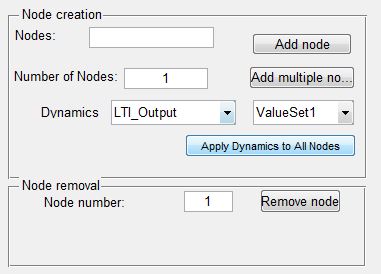 Node creation
Nodes:
Add node
Number of Nodes: 1 Add multiple no...
Dynamics LTI_Output ValueSet1
Apply Dynamics to All Nodes
Node removal
Node number: 1 Remove node